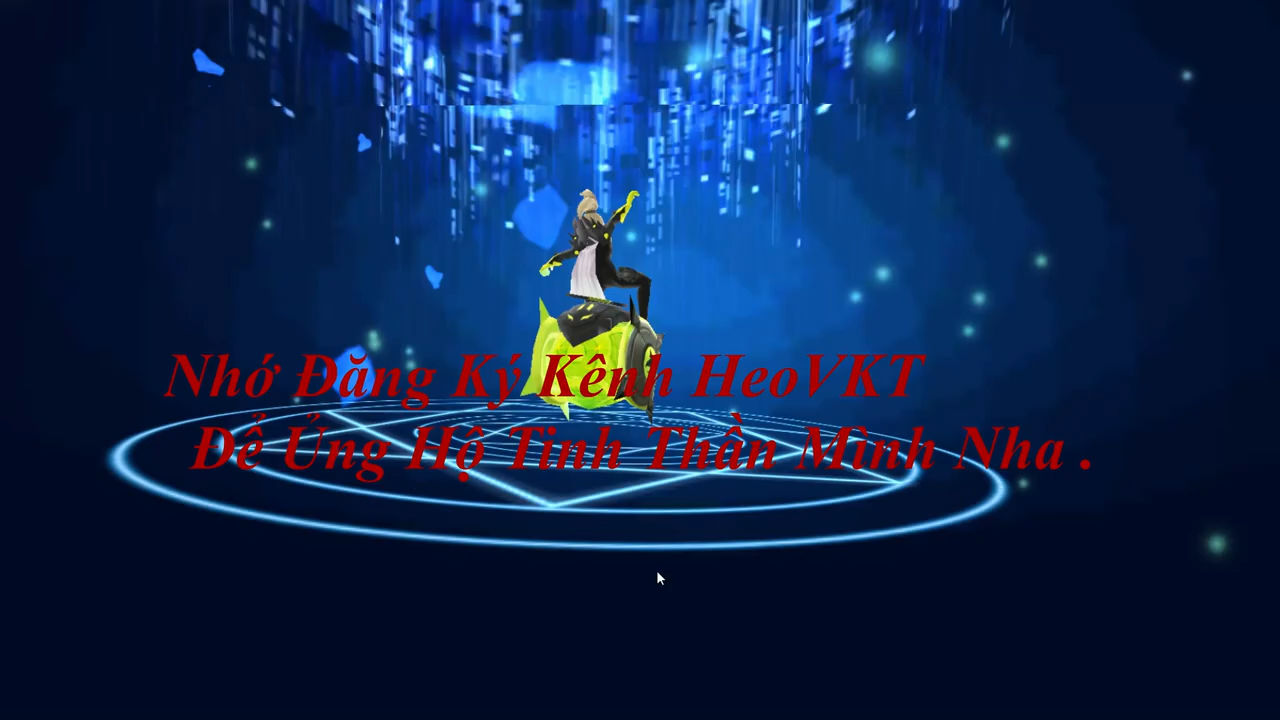 Nhớ Đăng Ký Kênh HeoVKT
Để Ủng Hộ Tinh Thần Mình Nha .